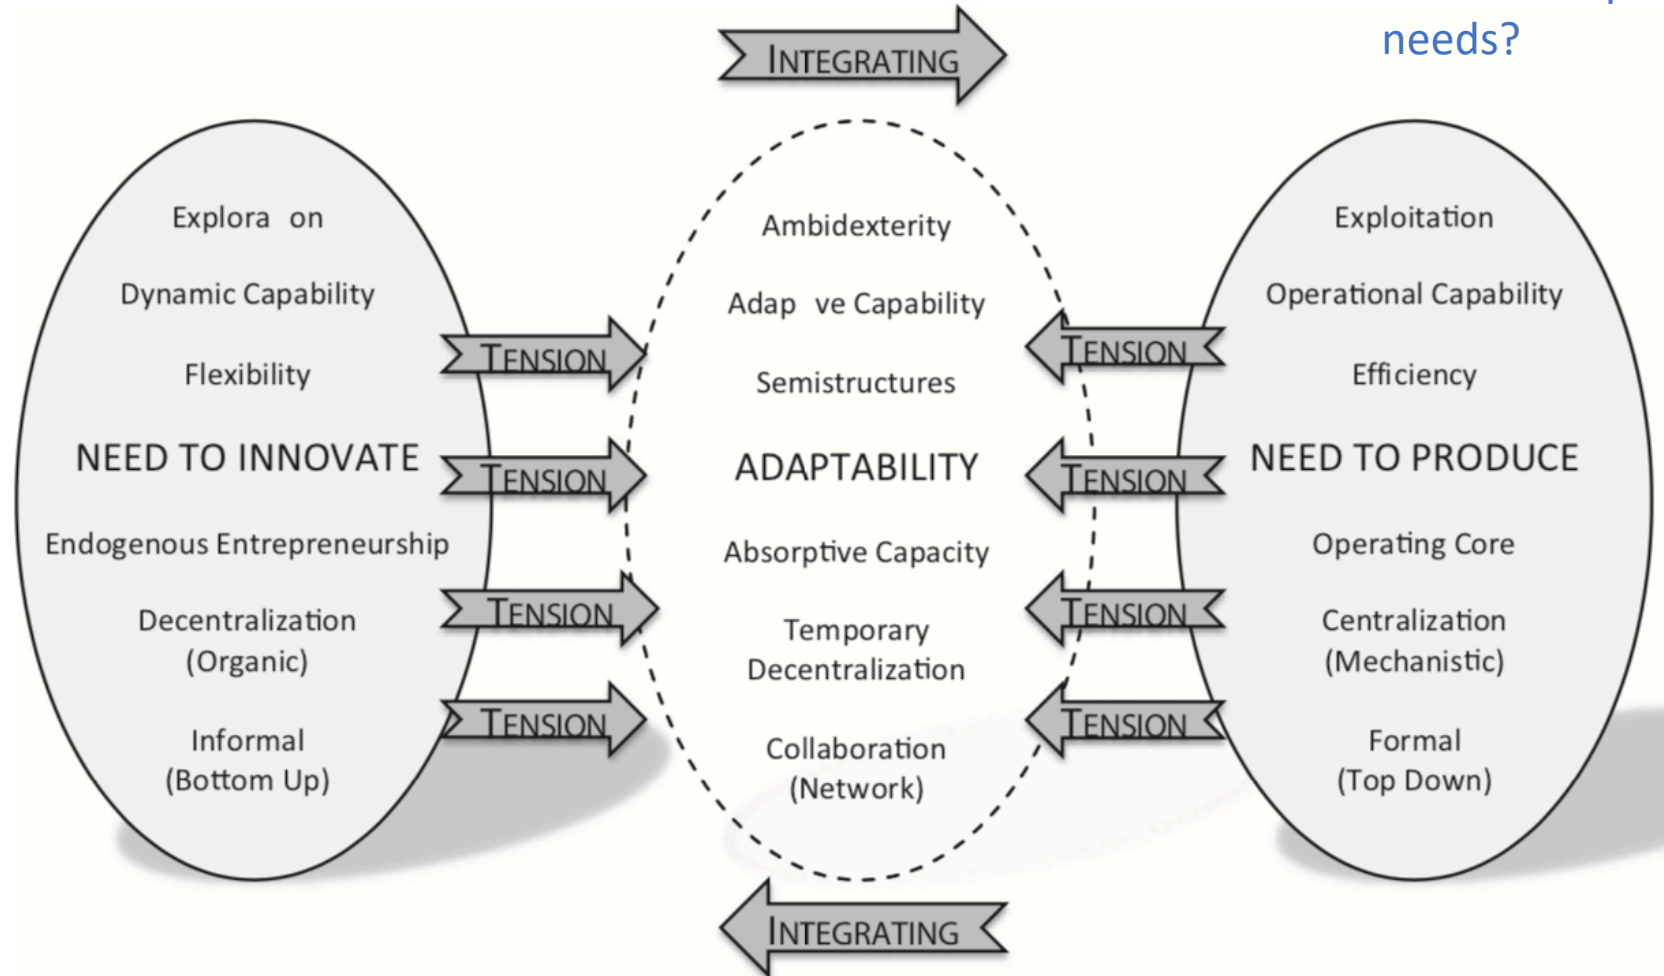 needs?
INTEGRATING
Explora on
Dynamic Capability
Flexibility
NEED TO INNOVATE
Endogenous Entrepreneurship
Decentralization
(Organic)
Informal
(Bottom Up)
TENSION
TENSION
TENSION
TENSION
Ambidexterity
Adap ve Capability
Semistructures
ADAPTABILITY
Absorptive Capacity
Temporary
Decentralization
Collaboration
(Network)
TENSION
TENSION
TENSION
TENSION
Exploitation
Operational Capability
Efficiency
NEED TO PRODUCE
Operating Core
Centralization
(Mechanistic)
Formal
(Top Down)
INTEGRATING